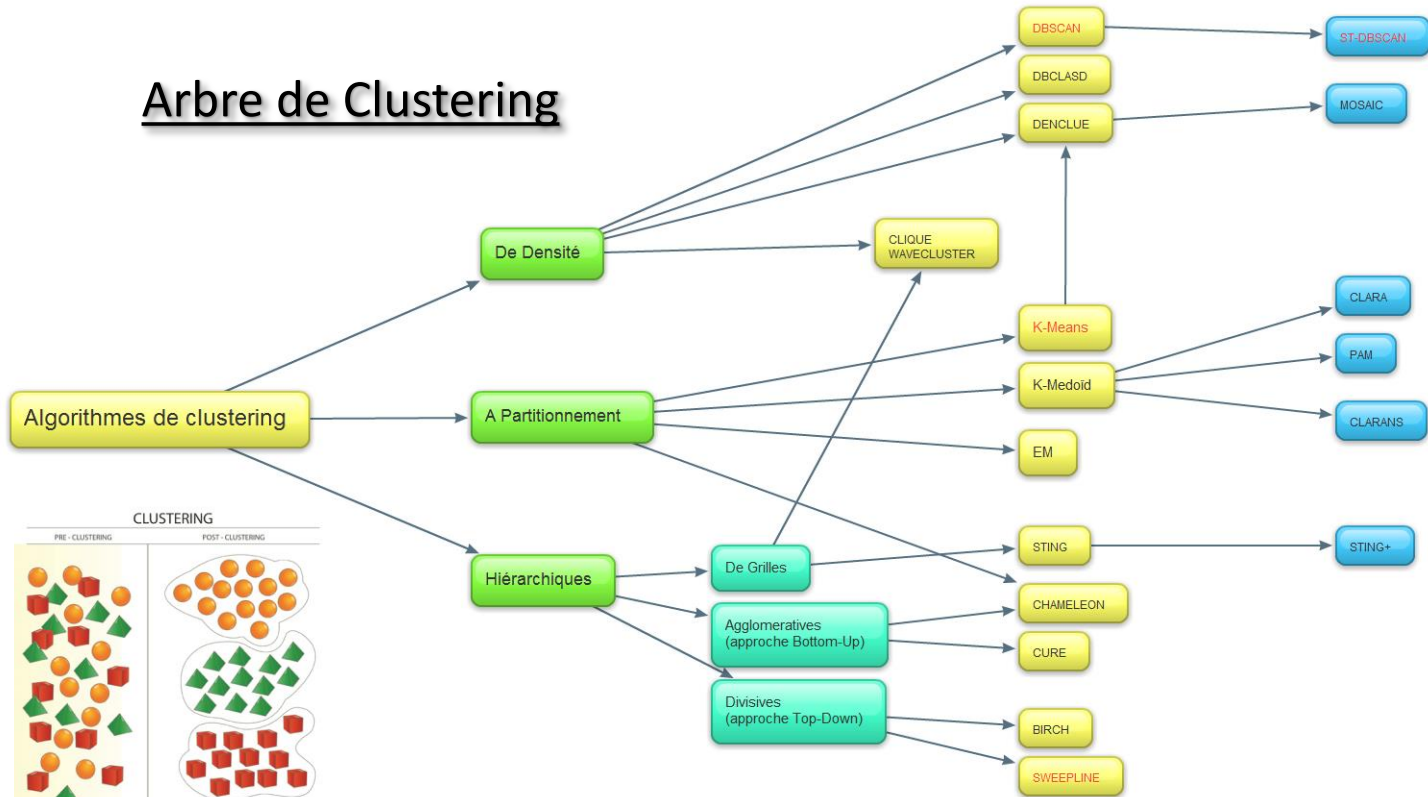 Arbre de Clustering
DBSCAN
ST-DBSCAN
DBCLASD
DENCLUE
MOSAIC
De Densité
CLIQUE
WAVECLUSTER
K-Means
CLARA
PAM
K-Medoïd
CLARANS
Algorithmes de clustering
A Partitionnement
EM
Hiérarchiques
De Grilles
STING
STING+
Agglomeratives
(approche Bottom-Up)
CHAMELEON
CURE
Divisives
(approche Top-Down)
BIRCH
SWEEPLINE
CLUSTERING
PRE - CLUSTERING
POST - CLUSTERING